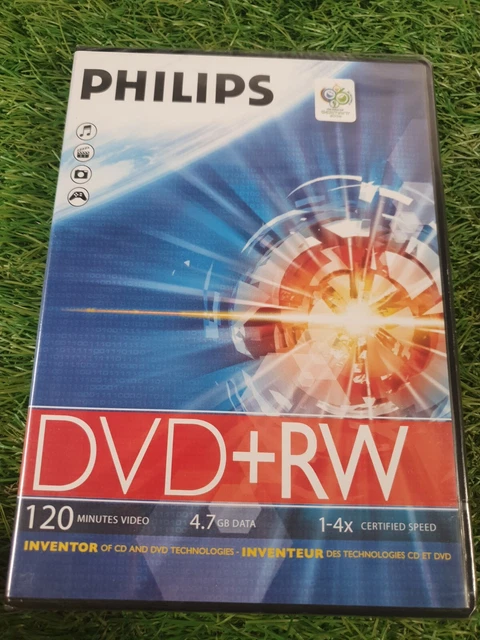 PHILIPS
DVD+RW
120 MINUTES VIDEO 4.7 GB DATA 1-4x CERTIFIED SPEED
INVENTOR OF CD AND DVD TECHNOLOGIES - INVENTEUR DES TECHNOLOGIES CD ET DVD